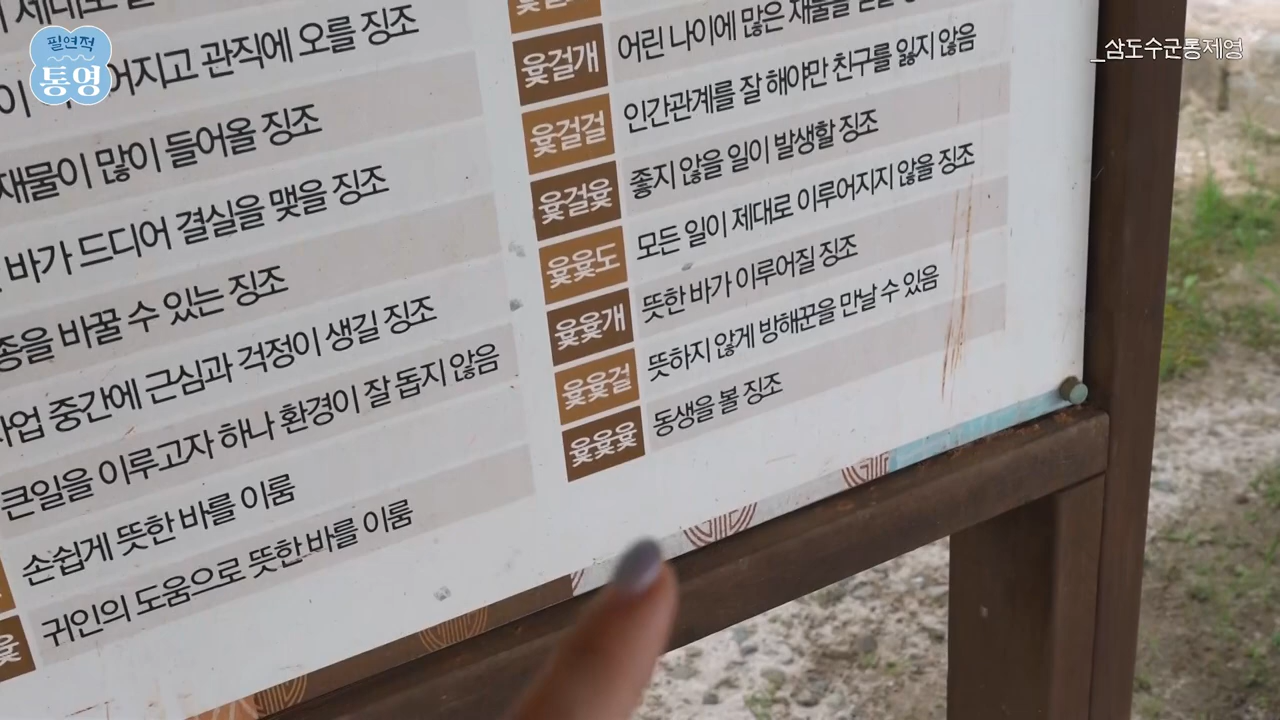 필연적
통영
_삼도수군통제영
제대로
어지고 관직에 오를 징조
재물이 많이 들어올 징조
바가 드디어 결실을 맺을 징조
종을 바꿀 수 있는 징조
사업 중간에 근심과 걱정이 생길 징조
큰일을 이루고자 하나 환경이 잘 돕지 않음
손쉽게 뜻한 바를 이룸
귀인의 도움으로 뜻한 바를 이룸
윷걸개 어린 나이에 많은 재물을
윷걸걸 인간관계를 잘 해야만 친구를 잃지 않음
윷걸윷 좋지 않을 일이 발생할 징조
윷윷도 모든 일이 제대로 이루어지지 않을 징조
윷윷개 뜻한 바가 이루어질 징조
윷윷걸 뜻하지 않게 방해꾼을 만날 수 있음
윷윷윷 동생을 볼 징조